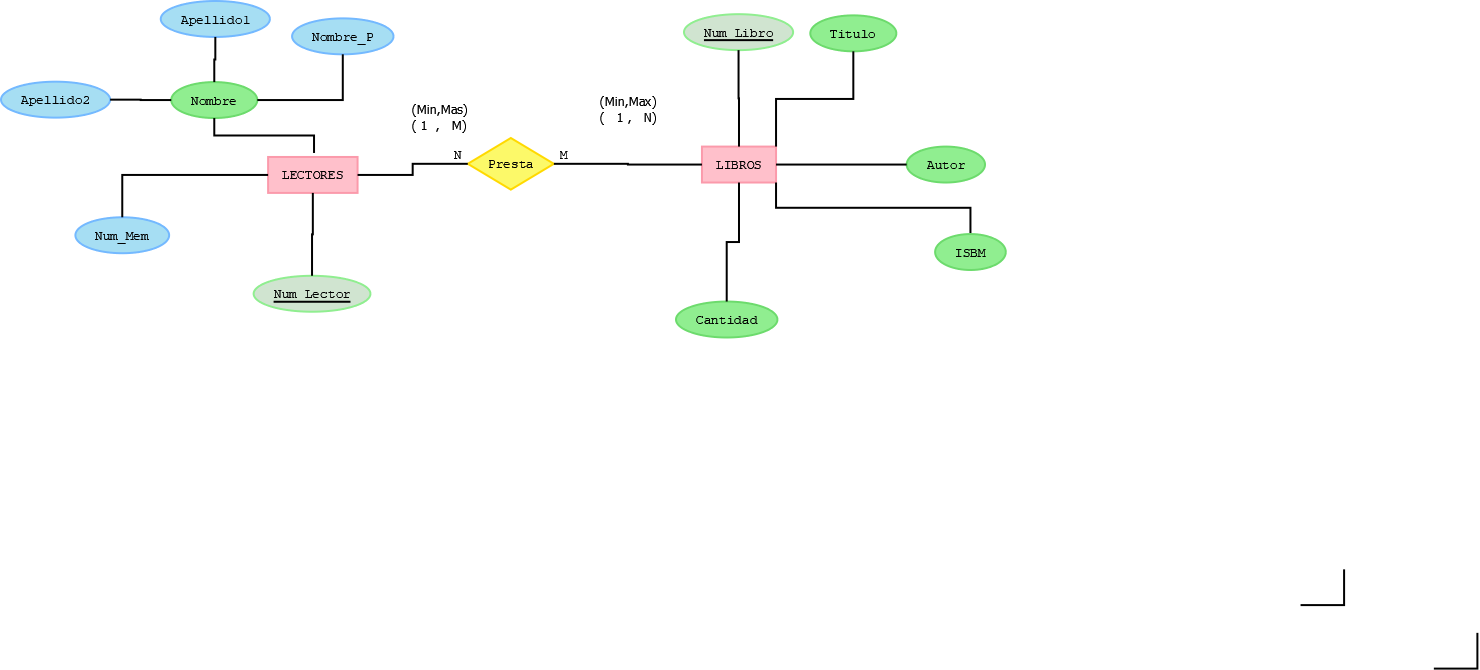 Apellido1
Nombre_P
Apellido2
Nombre
LECTORES
Num_Mem
Num_Lector
(Min,Mas)
( 1 , M)
N
Presta
M
(Min,Max)
( 1 , N)
Num_Libro
Titulo
LIBROS
Autor
ISBM
Cantidad